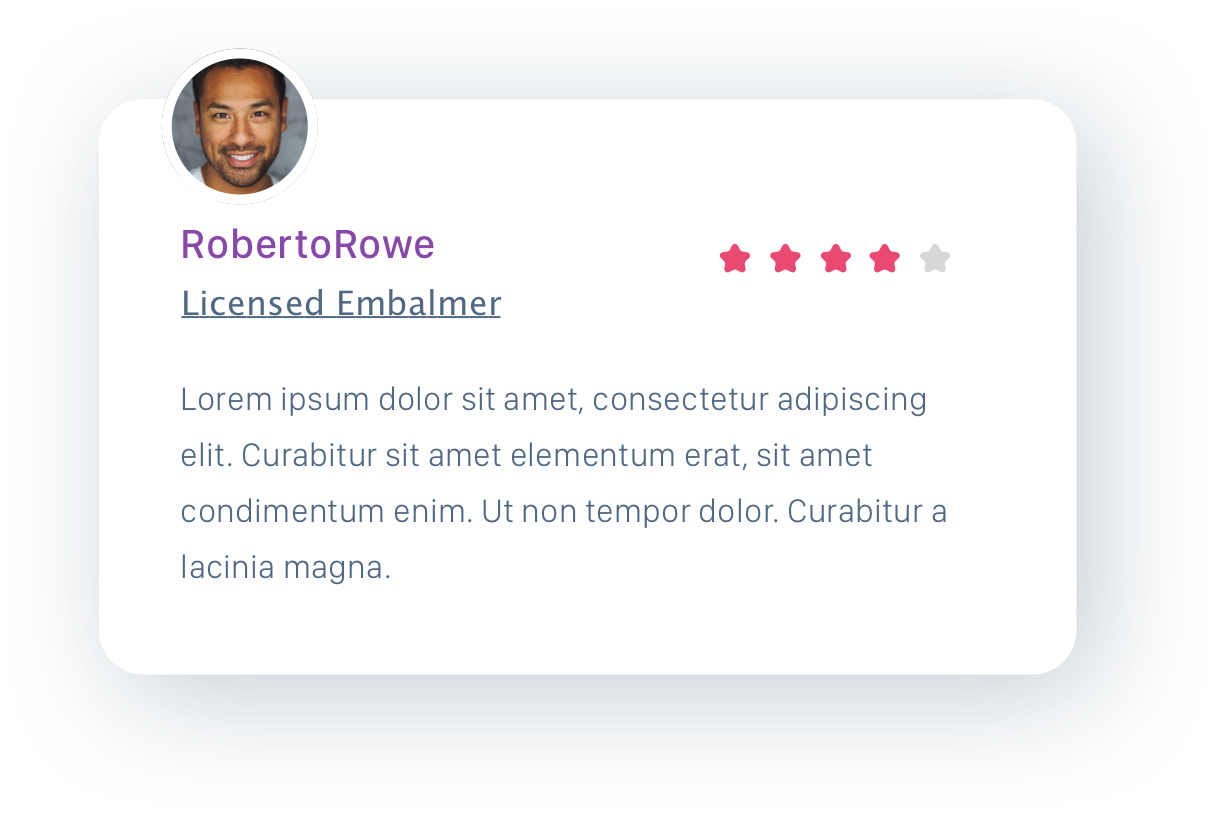 RobertoRowe
Licensed Embalmer
Lorem ipsum dolor sit amet, consectetur adipiscing
elit. Curabitur sit amet elementum erat, sit amet
condimentum enim. Ut non tempor dolor. Curabitur a
lacinia magna.